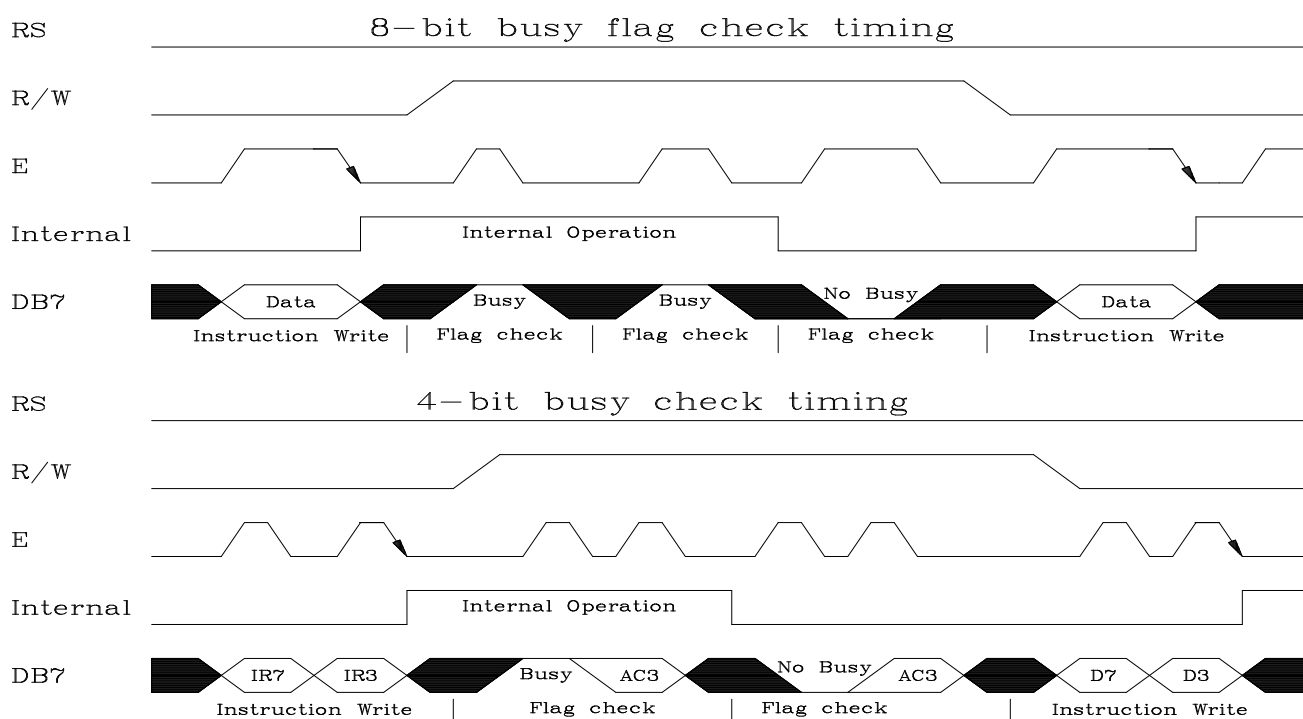 RS
8-bit busy flag check timing
R/W
E
Internal
Internal Operation
DB7
Data
Busy
Busy
No Busy
Data
Instruction Write
Flag check
Flag check
Flag check
Instruction Write
RS
4-bit busy check timing
R/W
E
Internal
Internal Operation
DB7
IR7
IR3
Busy
AC3
No Busy
AC3
D7
D3
Instruction Write
Flag check
Flag check
Instruction Write